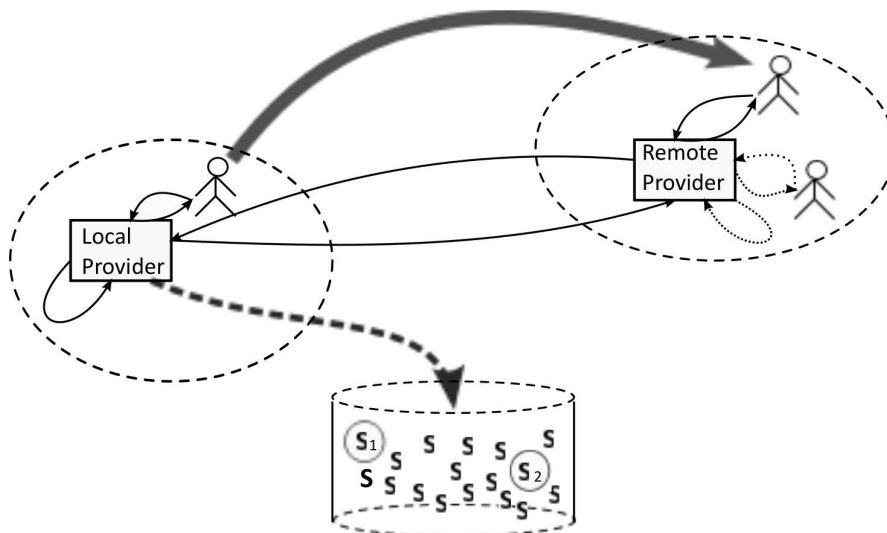 Remote
Provider
Local
Provider
S S S S
S1 S S S2
S S S S S S S
S S